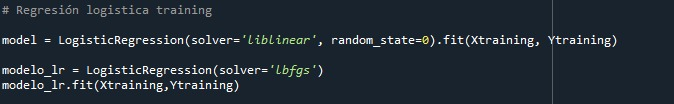 # Regresión logistica training
model = LogisticRegression(solver='liblinear', random_state=0).fit(Xtraining, Ytraining)
modelo_lr = LogisticRegression(solver='lbfgs')
modelo_lr.fit(Xtraining,Ytraining)